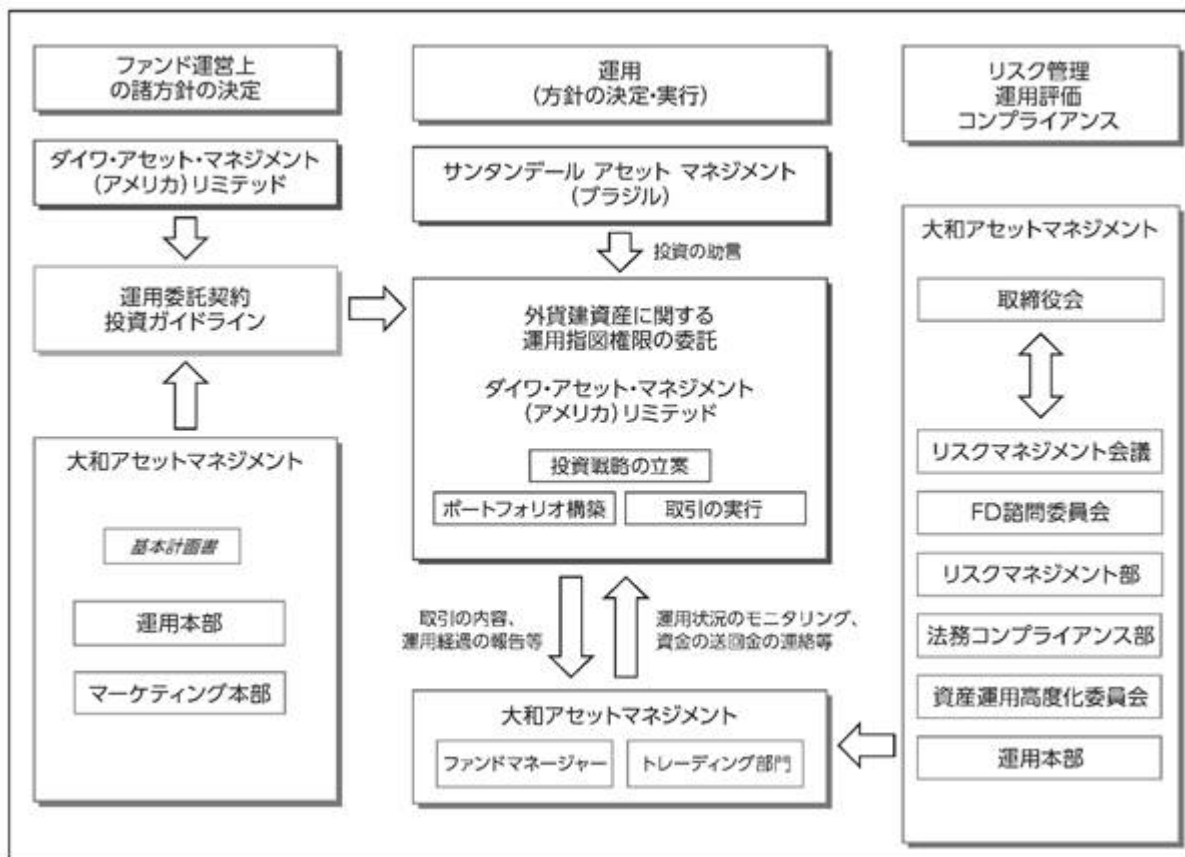 ファンド運営上
の諸方針の決定
ダイワ・アセット・マネジメント
(アメリカ)リミテッド
運用委託契約
投資ガイドライン
大和アセットマネジメント
基本計画書
運用本部
マーケティング本部
運用
(方針の決定・実行)
サンタンデール アセット マネジメント
(ブラジル)
投資の助言
外貨建資産に関する
運用指図権限の委託
ダイワ・アセット・マネジメント
(アメリカ)リミテッド
投資戦略の立案
ポートフォリオ構築
取引の実行
取引の内容、
運用経過の報告等
運用状況のモニタリング、
資金の送回金の連絡等
大和アセットマネジメント
ファンドマネージャー
トレーディング部門
リスク管理
運用評価
コンプライアンス
大和アセットマネジメント
取締役会
リスクマネジメント会議
FD諮問委員会
リスクマネジメント部
法務コンプライアンス部
資産運用高度化委員会
運用本部